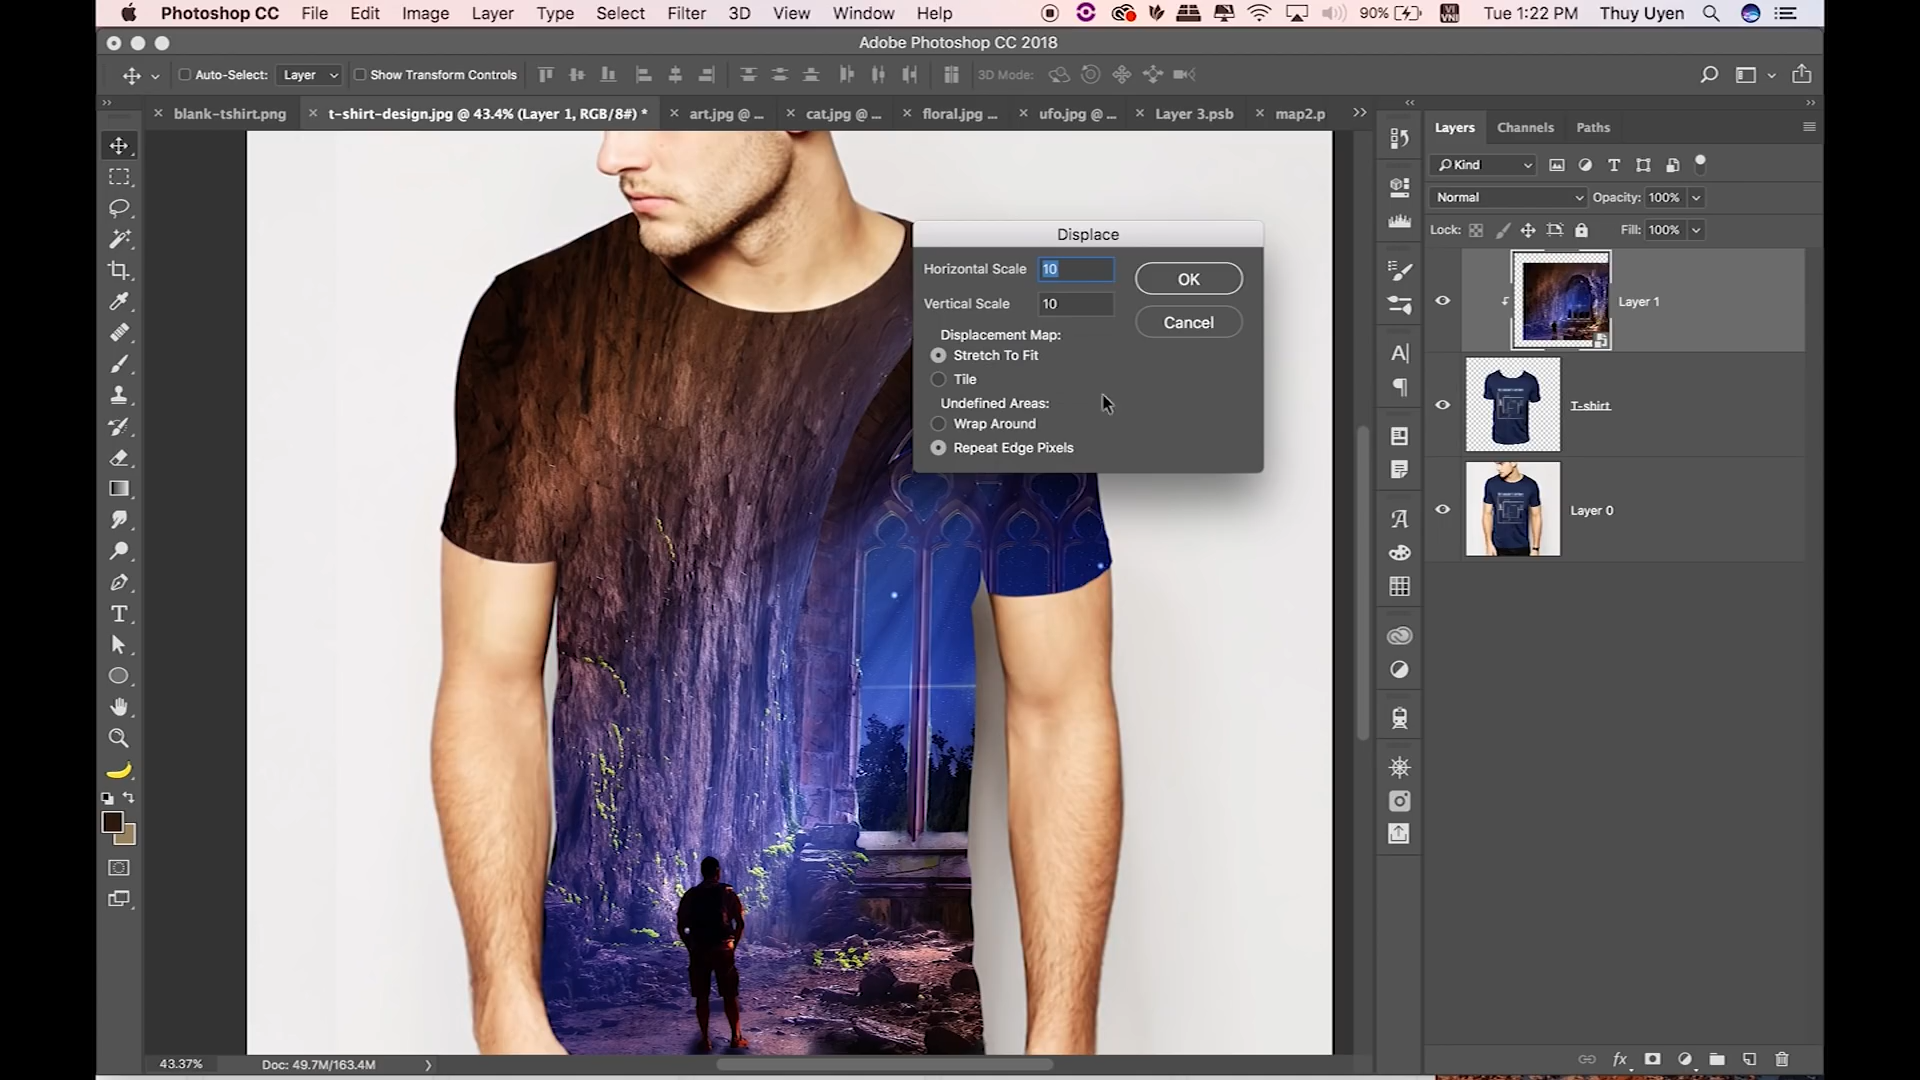 Photoshop CC File Edit Image Layer Type Select Filter 3D View Window Help 90% VI VNI Tue 1:22 PM Thuy Uyen
Adobe Photoshop CC 2018
Auto-Select: Layer Show Transform Controls 3D Mode:
blank-tshirt.png t-shirt-design.jpg @ 43.4% (Layer 1, RGB/8#) * art.jpg @ ... cat.jpg @ ... floral.jpg ... ufo.jpg @ ... Layer 3.psb map2.p
Layers Channels Paths
Kind
Normal Opacity: 100%
Lock: Fill: 100%
Layer 1
T-shirt
Layer 0
Displace
Horizontal Scale 10 OK
Vertical Scale 10 Cancel
Displacement Map:
Stretch To Fit
Tile
Undefined Areas:
Wrap Around
Repeat Edge Pixels
43.37% Doc: 49.7M/163.4M